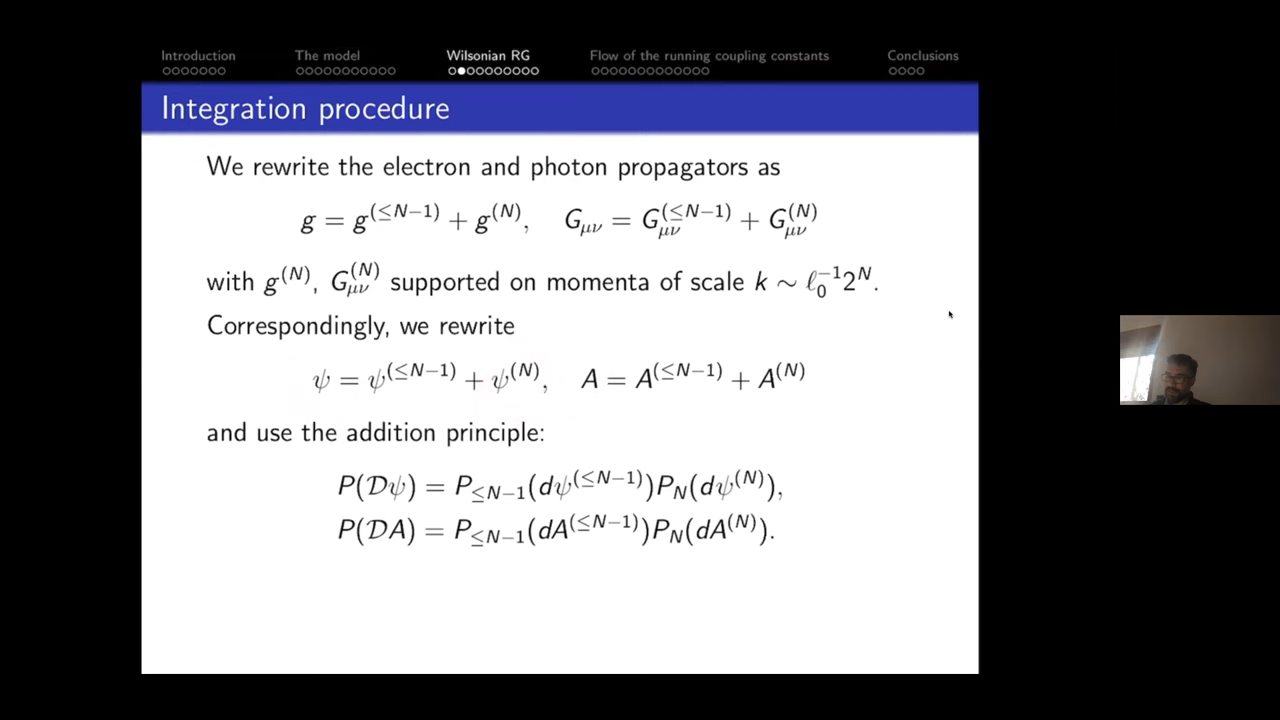 Introduction The model Wilsonian RG Flow of the running coupling constants Conclusions
Integration procedure
We rewrite the electron and photon propagators as
g = g^{(≤N−1)} + g^{(N)}, G_{μν} = G_{μν}^{(≤N−1)} + G_{μν}^{(N)}
with g^{(N)}, G_{μν}^{(N)} supported on momenta of scale k ∼ ℓ_0^{−1}2^N.
Correspondingly, we rewrite
ψ = ψ^{(≤N−1)} + ψ^{(N)}, A = A^{(≤N−1)} + A^{(N)}
and use the addition principle:
P(𝒟ψ) = P_{≤N−1}(dψ^{(≤N−1)})P_N(dψ^{(N)}),
P(𝒟A) = P_{≤N−1}(dA^{(≤N−1)})P_N(dA^{(N)}).